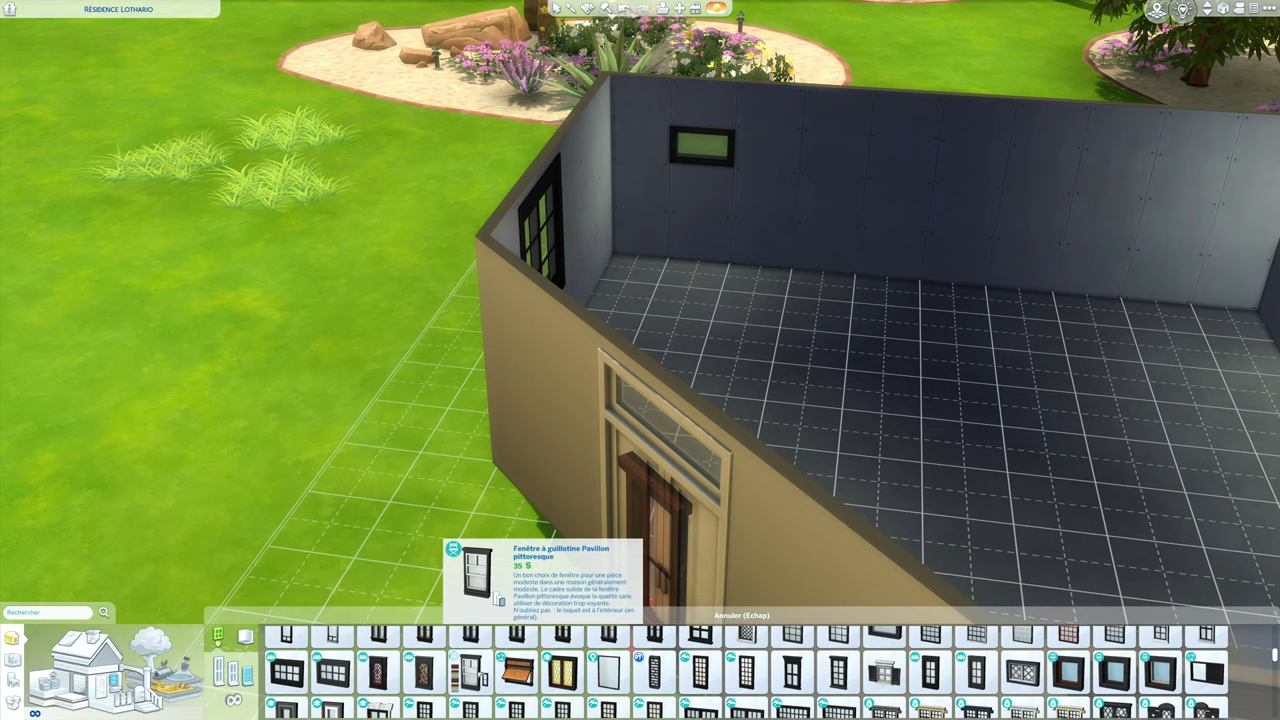 RÉSIDENCE LOTHARIO
Fenêtre à guillotine Pavillon
pittoresque
35 $
Un bon choix de fenêtre pour une pièce
modeste dans une maison généralement
modeste. Le cadre solide de la fenêtre
Pavillon pittoresque évoque la qualité sans
utiliser de décoration trop voyante.
N'oubliez pas : le loquet est à l'intérieur (en
général).
Rechercher
Annuler (Echap)